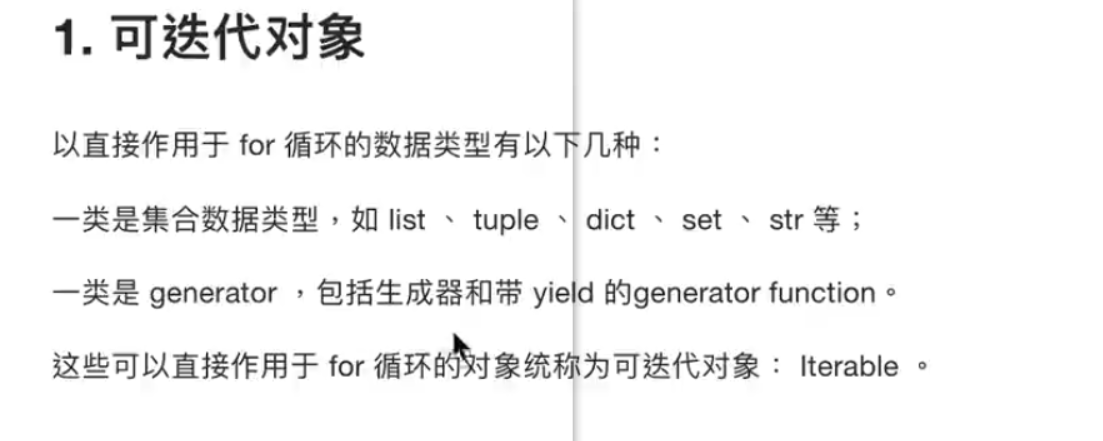 1. 可迭代对象
以直接作用于 for 循环的数据类型有以下几种：
一类是集合数据类型，如 list 、 tuple 、 dict 、 set 、 str 等；
一类是 generator ，包括生成器和带 yield 的generator function。
这些可以直接作用于 for 循环的对象统称为可迭代对象： Iterable 。